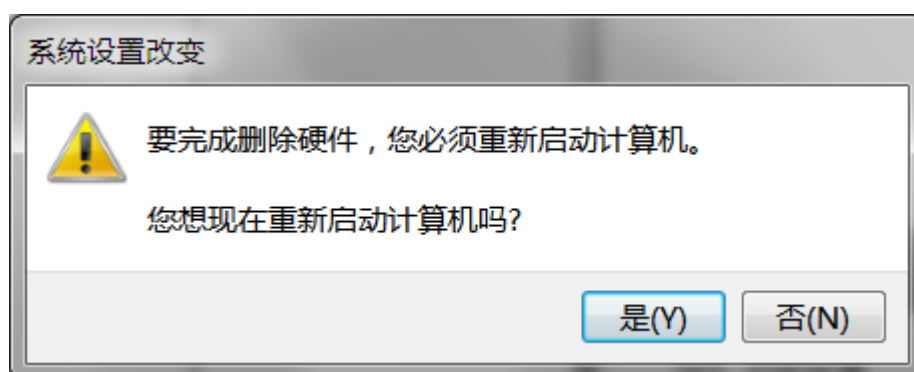 系统设置改变
要完成删除硬件，您必须重新启动计算机。
您想现在重新启动计算机吗?
是(Y)
否(N)